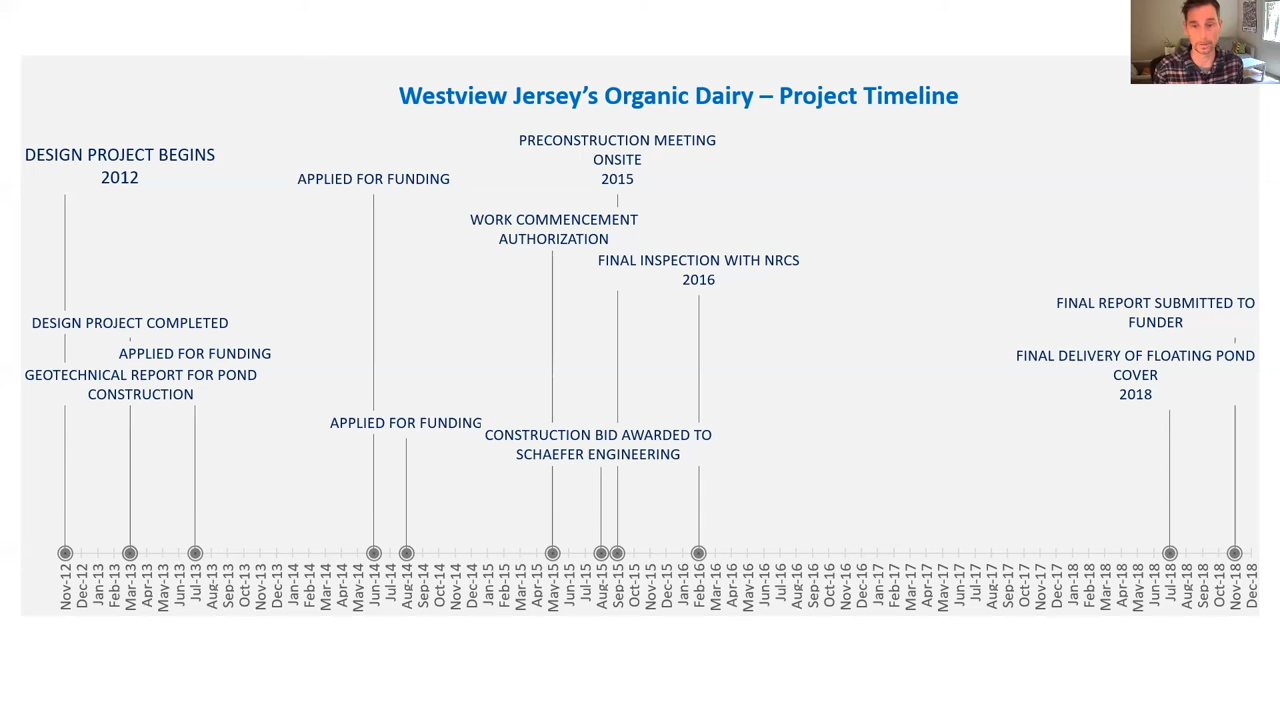 Westview Jersey's Organic Dairy – Project Timeline
DESIGN PROJECT BEGINS
2012
APPLIED FOR FUNDING
PRECONSTRUCTION MEETING
ONSITE
2015
WORK COMMENCEMENT
AUTHORIZATION
FINAL INSPECTION WITH NRCS
2016
DESIGN PROJECT COMPLETED
APPLIED FOR FUNDING
GEOTECHNICAL REPORT FOR POND
CONSTRUCTION
APPLIED FOR FUNDING
CONSTRUCTION BID AWARDED TO
SCHAEFER ENGINEERING
FINAL REPORT SUBMITTED TO
FUNDER
FINAL DELIVERY OF FLOATING POND
COVER
2018
Nov-12
Dec-12
Jan-13
Feb-13
Mar-13
Apr-13
May-13
Jun-13
Jul-13
Aug-13
Sep-13
Oct-13
Nov-13
Dec-13
Jan-14
Feb-14
Mar-14
Apr-14
May-14
Jun-14
Jul-14
Aug-14
Sep-14
Oct-14
Nov-14
Dec-14
Jan-15
Feb-15
Mar-15
Apr-15
May-15
Jun-15
Jul-15
Aug-15
Sep-15
Oct-15
Nov-15
Dec-15
Jan-16
Feb-16
Mar-16
Apr-16
May-16
Jun-16
Jul-16
Aug-16
Sep-16
Oct-16
Nov-16
Dec-16
Jan-17
Feb-17
Mar-17
Apr-17
May-17
Jun-17
Jul-17
Aug-17
Sep-17
Oct-17
Nov-17
Dec-17
Jan-18
Feb-18
Mar-18
Apr-18
May-18
Jun-18
Jul-18
Aug-18
Sep-18
Oct-18
Nov-18
Dec-18